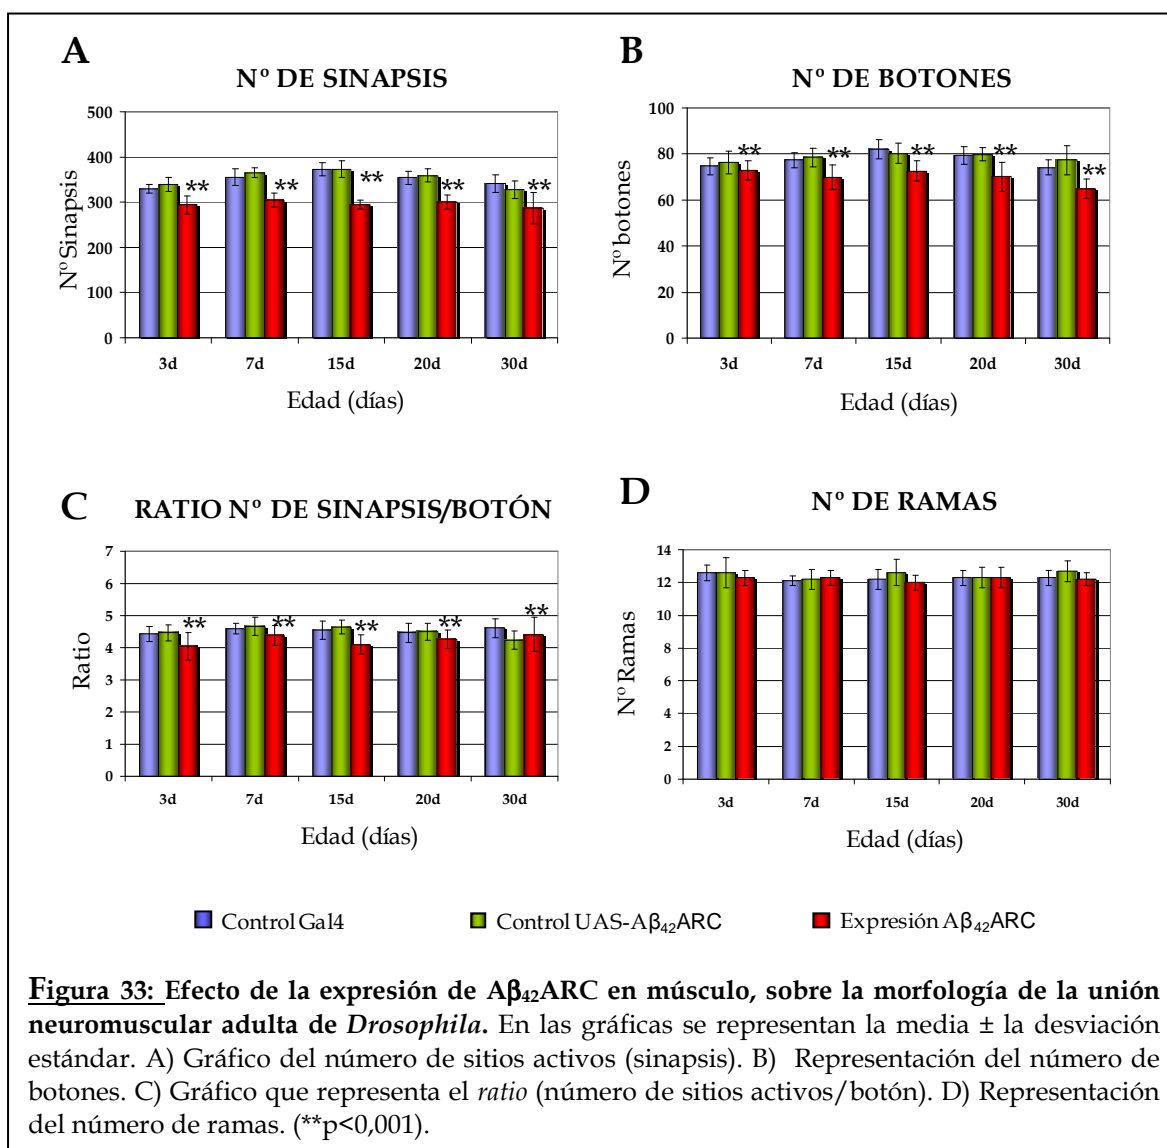 A
Nº DE SINAPSIS
500
400
300
200
100
0
Nº Sinapsis
** ** ** ** **
3d 7d 15d 20d 30d
Edad (días)
B
Nº DE BOTONES
100
80
60
40
20
0
Nº botones
** ** ** ** **
3d 7d 15d 20d 30d
Edad (días)
C
RATIO Nº DE SINAPSIS/BOTÓN
7
6
5
4
3
2
1
0
Ratio
** ** ** ** **
3d 7d 15d 20d 30d
Edad (días)
D
Nº DE RAMAS
14
12
10
8
6
4
2
0
Nº Ramas
3d 7d 15d 20d 30d
Edad (días)
Control Gal4 Control UAS-Aβ₄₂ARC Expresión Aβ₄₂ARC
Figura 33: Efecto de la expresión de Aβ₄₂ARC en músculo, sobre la morfología de la unión
neuromuscular adulta de Drosophila. En las gráficas se representan la media ± la desviación
estándar. A) Gráfico del número de sitios activos (sinapsis). B) Representación del número de
botones. C) Gráfico que representa el ratio (número de sitios activos/botón). D) Representación
del número de ramas. (**p<0,001).